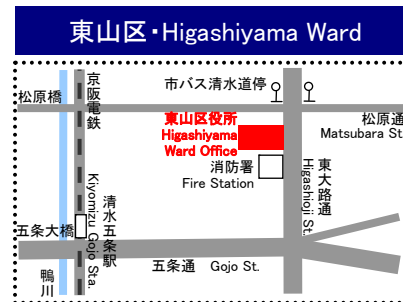 東山区・Higashiyama Ward
京阪電鉄
市バス清水道停
松原橋
東山区役所
Higashiyama
Ward Office
松原通
Matsubara St.
消防署
Fire Station
東大路通
Higashioji St.
清水五条駅
Kiyomizu Gojo Sta.
五条大橋
五条通 Gojo St.
鴨川